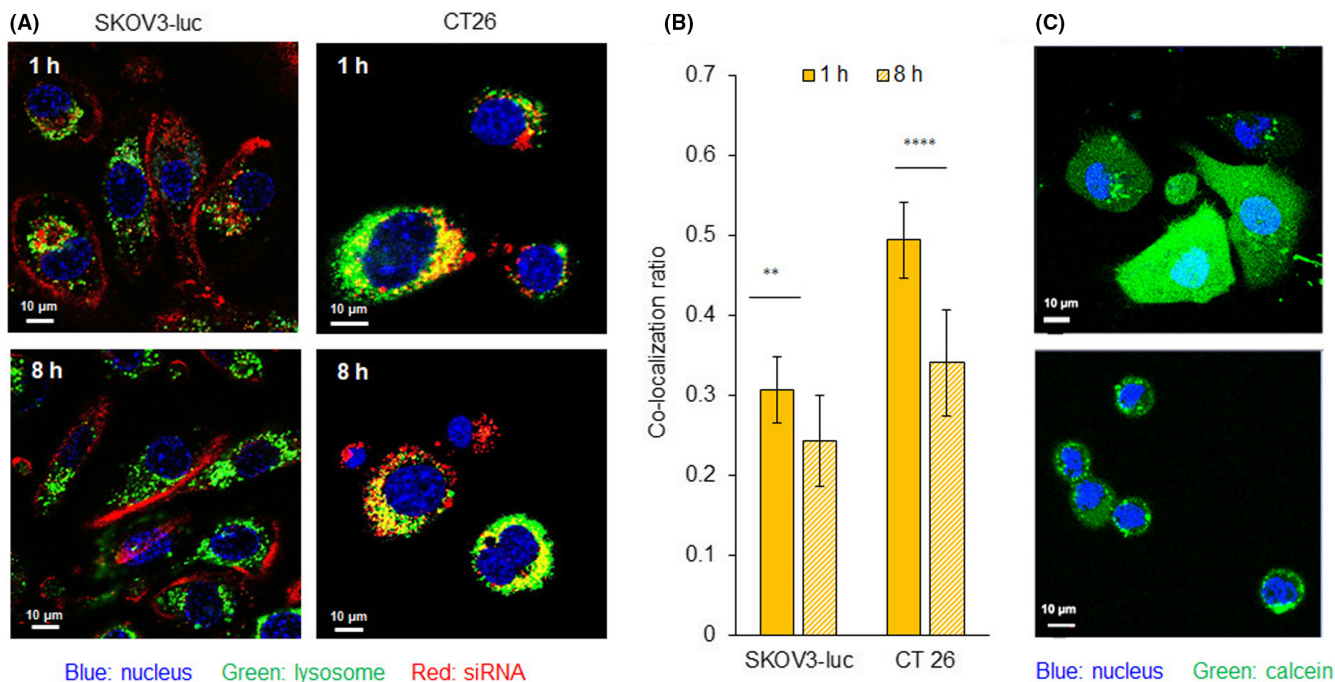 (A)
SKOV3-luc
CT26
1 h
10 µm
1 h
10 µm
8 h
10 µm
8 h
10 µm
Blue: nucleus Green: lysosome Red: siRNA
(B)
1 h 8 h
0.7
0.6
0.5
0.4
0.3
0.2
0.1
0
Co-localization ratio
**
****
SKOV3-luc CT 26
(C)
10 µm
10 µm
Blue: nucleus Green: calcein